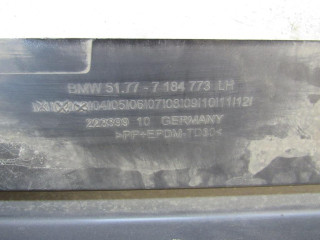 BMW 51.77 - 7 184 773 LH
04|05|06|07|08|09|10|11|12|
10 GERMANY
>PP+EPDM-TD30<